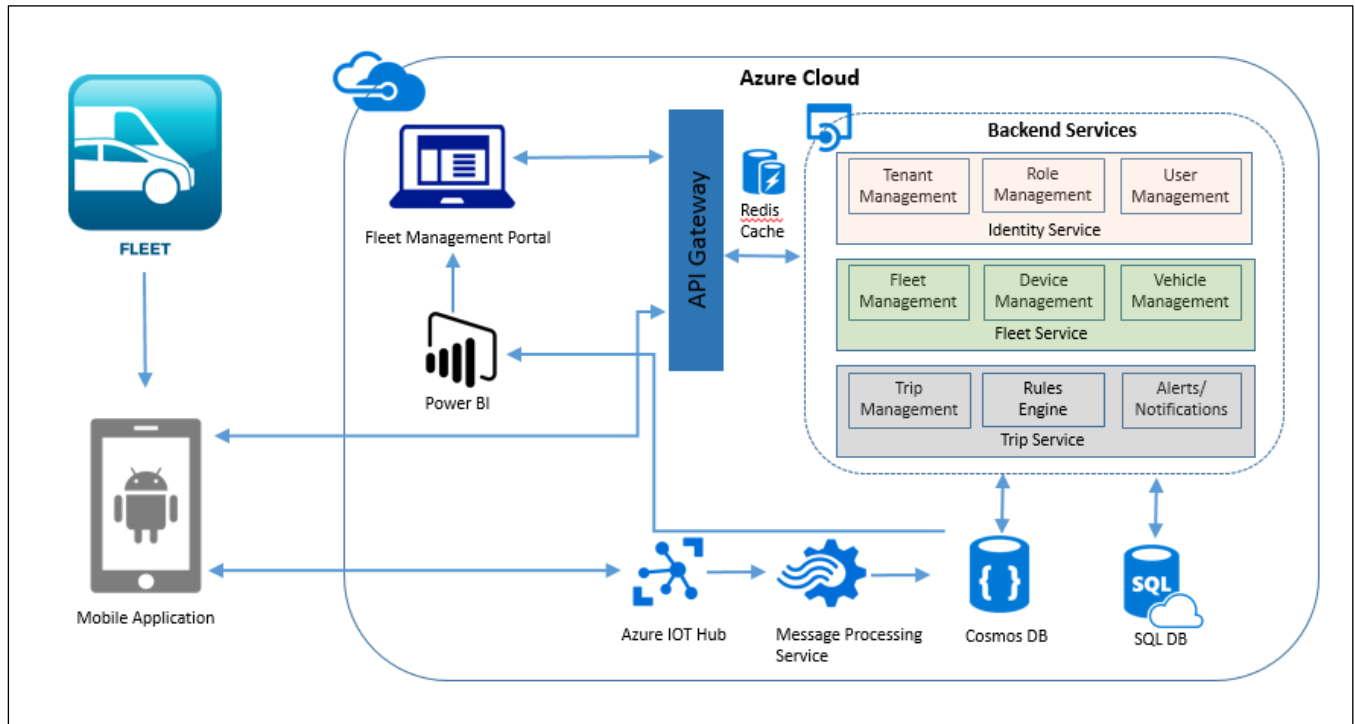 Azure Cloud
FLEET
Fleet Management Portal
Power BI
Mobile Application
API Gateway
Redis
Cache
Backend Services
Tenant
Management
Role
Management
User
Management
Identity Service
Fleet
Management
Device
Management
Vehicle
Management
Fleet Service
Trip
Management
Rules
Engine
Alerts/
Notifications
Trip Service
Azure IOT Hub
Message Processing
Service
{ }
Cosmos DB
SQL
SQL DB